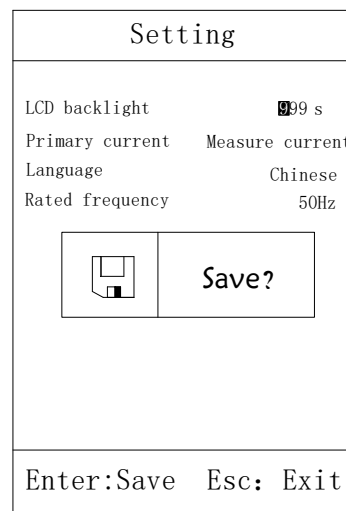 Setting
LCD backlight 999 s
Primary current Measure current
Language Chinese
Rated frequency 50Hz
Save?
Enter:Save Esc: Exit